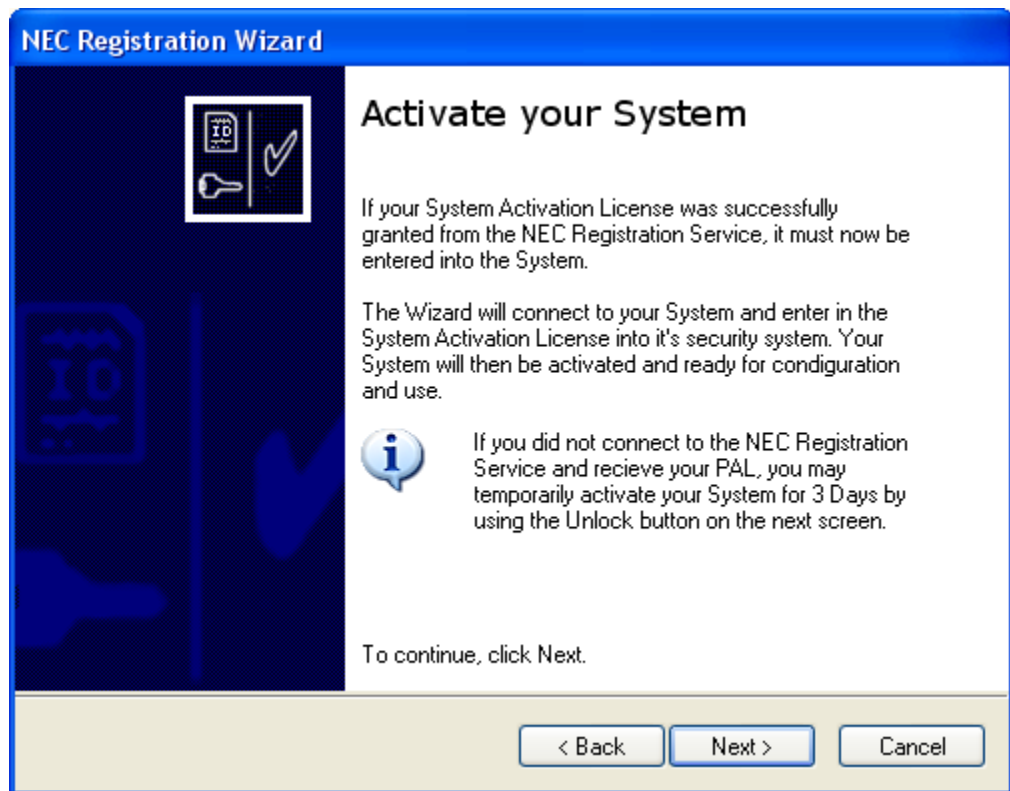 NEC Registration Wizard
ID
Activate your System
If your System Activation License was successfully
granted from the NEC Registration Service, it must now be
entered into the System.
The Wizard will connect to your System and enter in the
System Activation License into it's security system. Your
System will then be activated and ready for condiguration
and use.
ID
If you did not connect to the NEC Registration
Service and recieve your PAL, you may
temporarily activate your System for 3 Days by
using the Unlock button on the next screen.
To continue, click Next.
< Back Next > Cancel